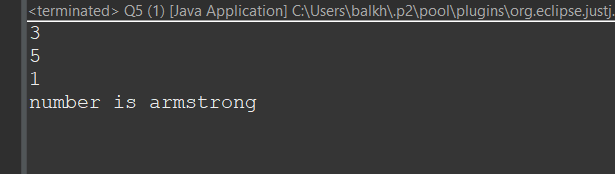 <terminated> Q5 (1) [Java Application] C:\Users\balkh\.p2\pool\plugins\org.eclipse.justj.
3
5
1
number is armstrong